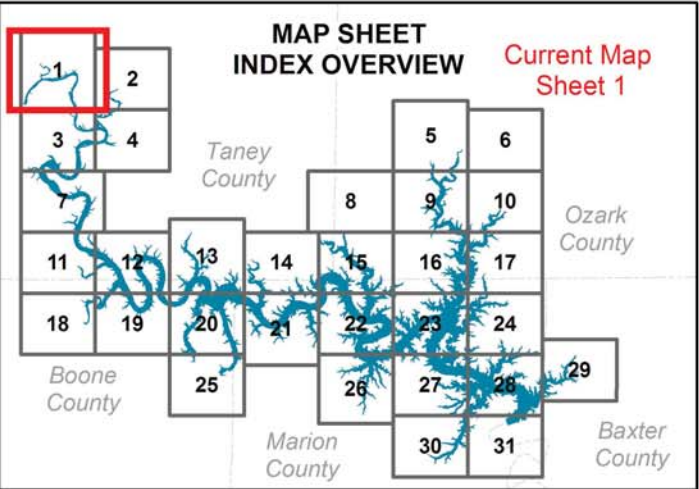 MAP SHEET
INDEX OVERVIEW
Current Map
Sheet 1
1
2
3
4
5
6
Taney
County
7
8
9
10
Ozark
County
11
12
13
14
15
16
17
18
19
20
21
22
23
24
Boone
County
25
26
27
28
29
Marion
County
30
31
Baxter
County